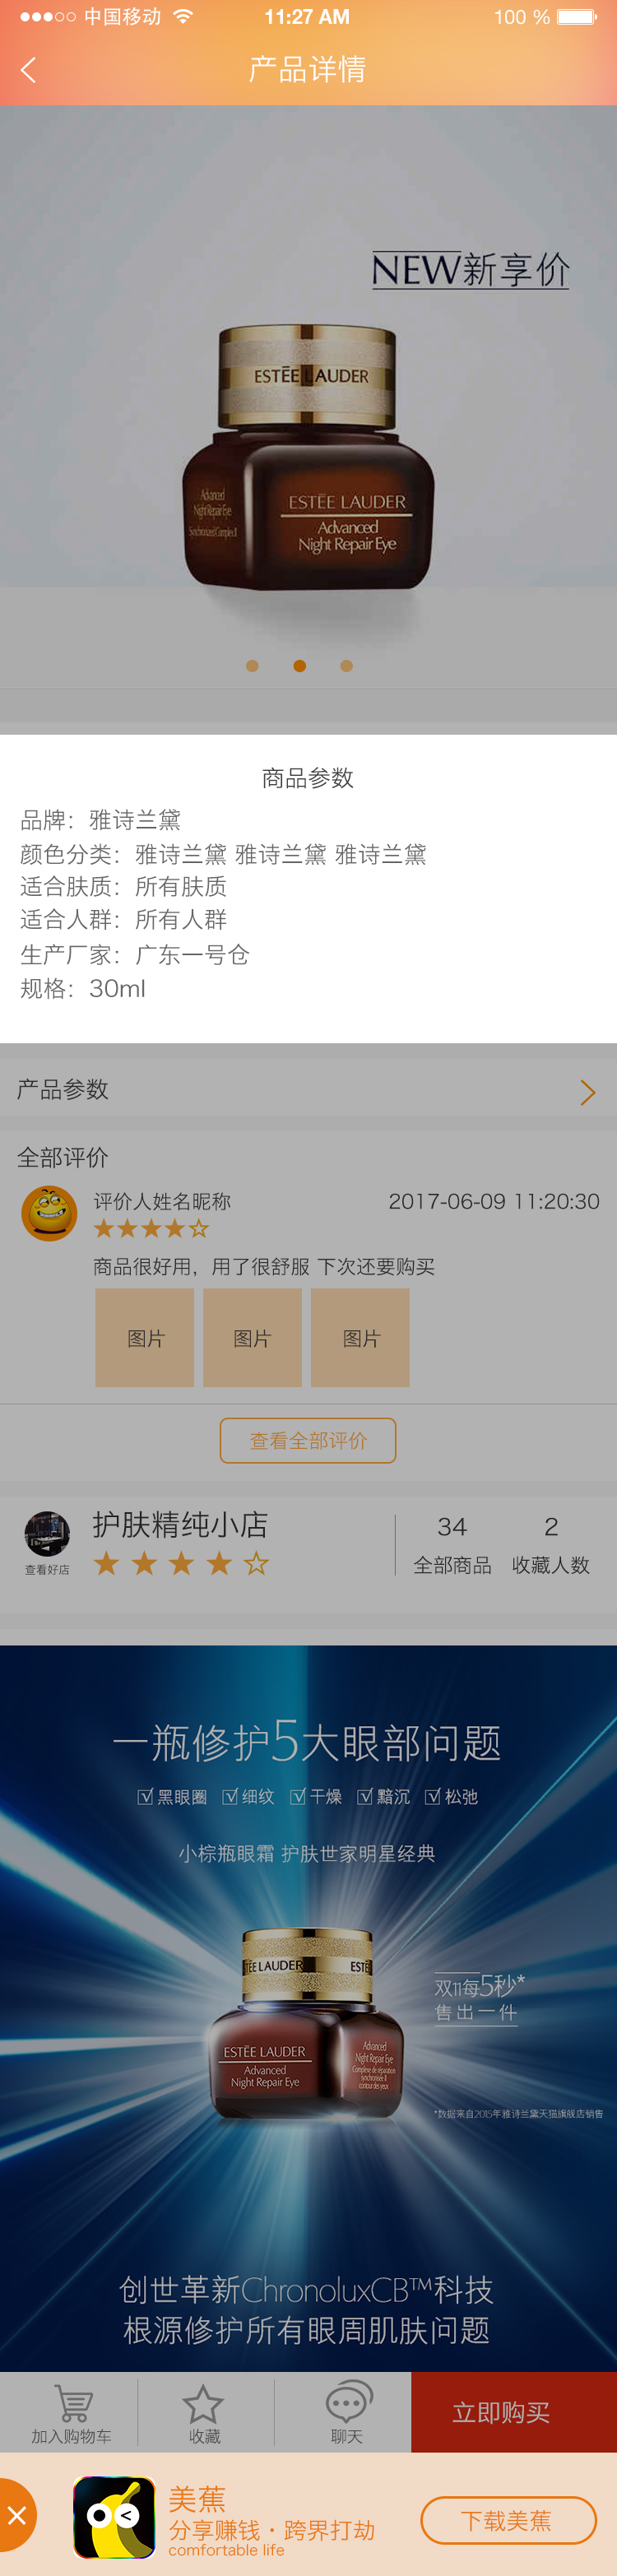 中国移动 11:27 AM 100 %
产品详情
NEW新享价
ESTĒE LAUDER
ESTĒE LAUDER
Advanced
Night Repair Eye
Advanced
Night Repair Eye
Synchronized Complex II
商品参数
品牌：雅诗兰黛
颜色分类：雅诗兰黛 雅诗兰黛 雅诗兰黛
适合肤质：所有肤质
适合人群：所有人群
生产厂家：广东一号仓
规格：30ml
产品参数
全部评价
评价人姓名昵称 2017-06-09 11:20:30
商品很好用，用了很舒服 下次还要购买
图片 图片 图片
查看全部评价
护肤精纯小店
查看好店
34 2
全部商品 收藏人数
一瓶修护5大眼部问题
黑眼圈 细纹 干燥 黯沉 松弛
小棕瓶眼霜 护肤世家明星经典
TĒE LAUDER ESTĒ
双11每5秒*
售出一件
ESTĒE LAUDER
Advanced
Night Repair Eye
Advanced
Night Repair Eye
Complexe de réparation
synchronisée II
contour des yeux
*数据来自2015年雅诗兰黛天猫旗舰店销售
创世革新ChronoluxCB™科技
根源修护所有眼周肌肤问题
加入购物车 收藏 聊天 立即购买
美蕉
分享赚钱·跨界打劫
comfortable life
下载美蕉